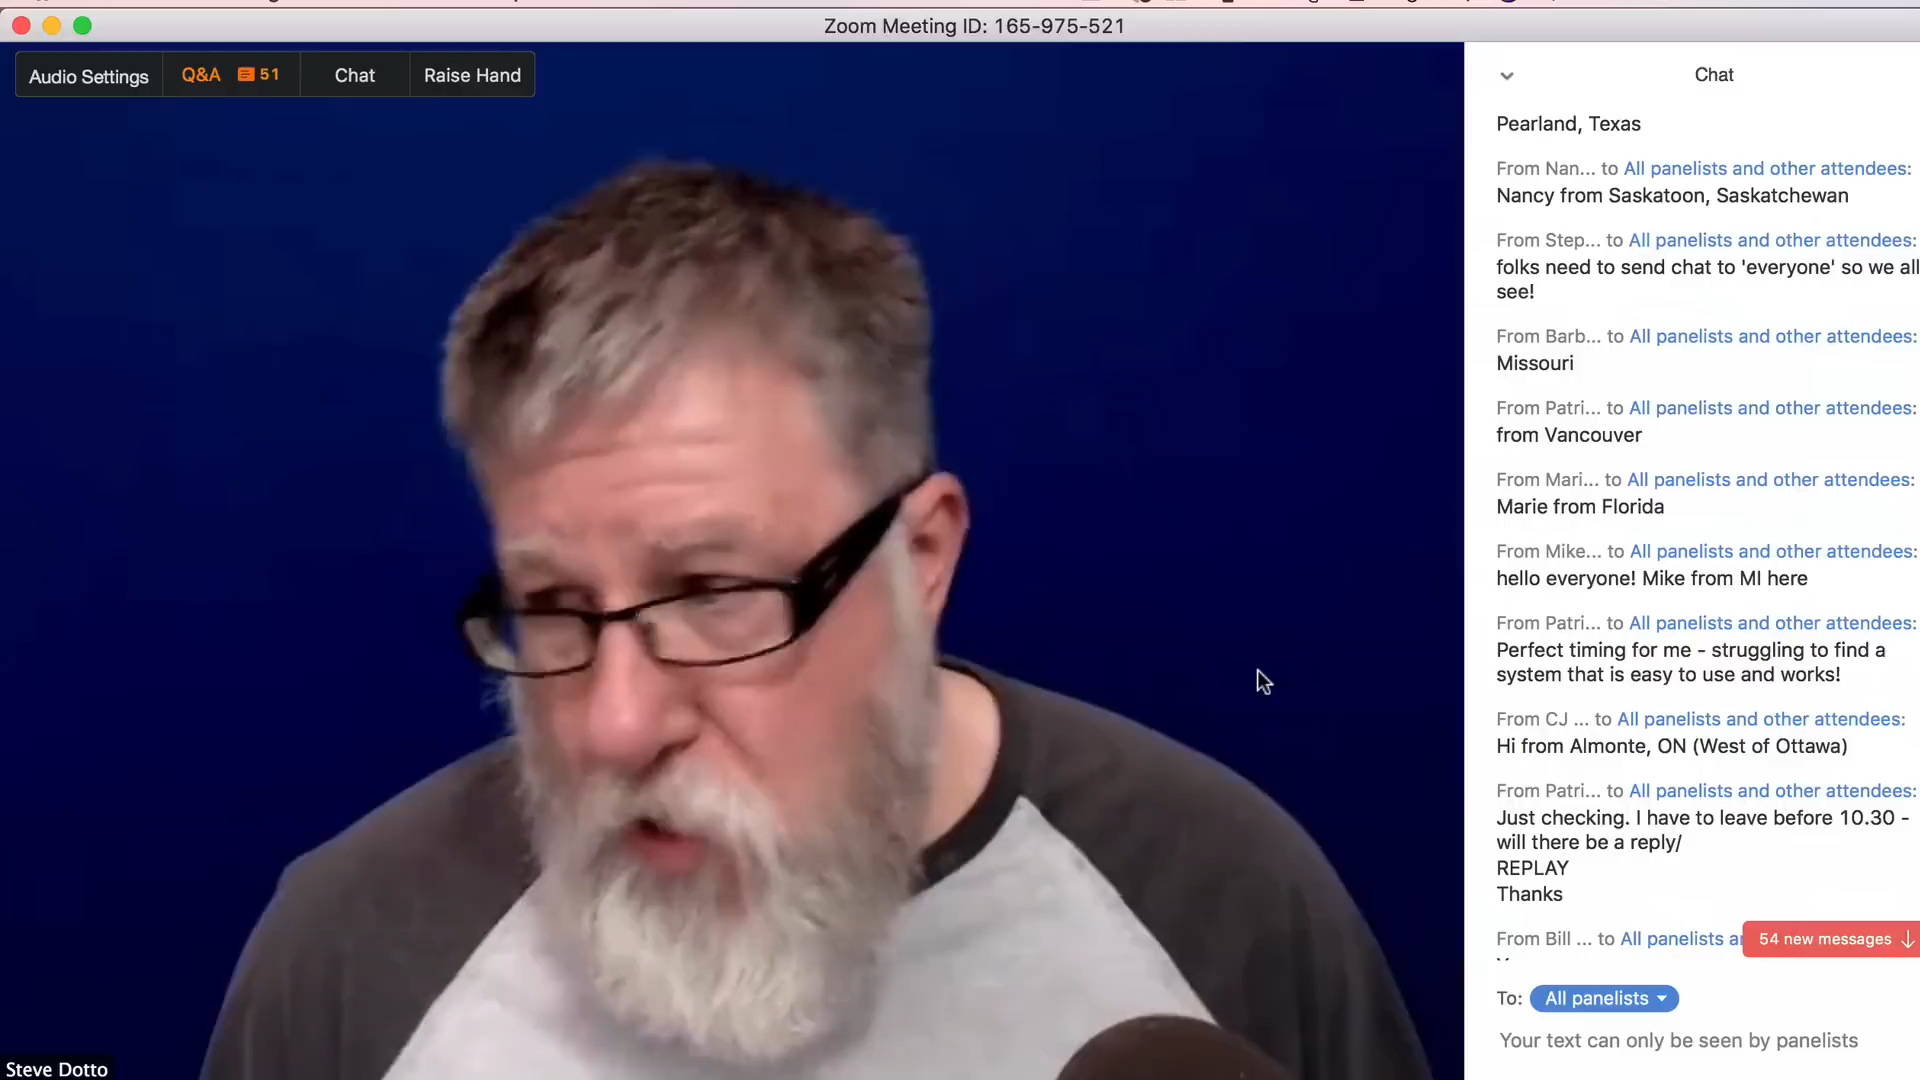 Zoom Meeting ID: 165-975-521
Audio Settings
Q&A 51
Chat
Raise Hand
Chat
Pearland, Texas
From Nan... to All panelists and other attendees:
Nancy from Saskatoon, Saskatchewan
From Step... to All panelists and other attendees:
folks need to send chat to 'everyone' so we all
see!
From Barb... to All panelists and other attendees:
Missouri
From Patri... to All panelists and other attendees:
from Vancouver
From Mari... to All panelists and other attendees:
Marie from Florida
From Mike... to All panelists and other attendees:
hello everyone! Mike from MI here
From Patri... to All panelists and other attendees:
Perfect timing for me - struggling to find a
system that is easy to use and works!
From CJ ... to All panelists and other attendees:
Hi from Almonte, ON (West of Ottawa)
From Patri... to All panelists and other attendees:
Just checking. I have to leave before 10.30 -
will there be a reply/
REPLAY
Thanks
From Bill ... to All panelists
54 new messages
To: All panelists
Your text can only be seen by panelists
Steve Dotto